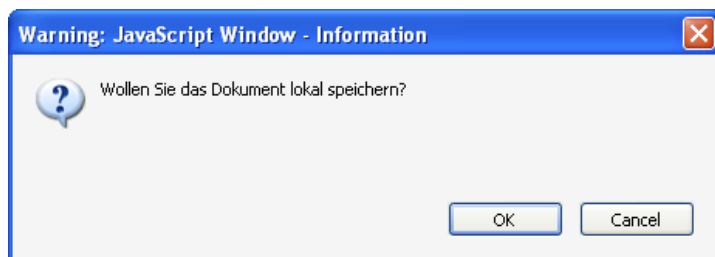 Warning: JavaScript Window - Information
Wollen Sie das Dokument lokal speichern?
OK
Cancel